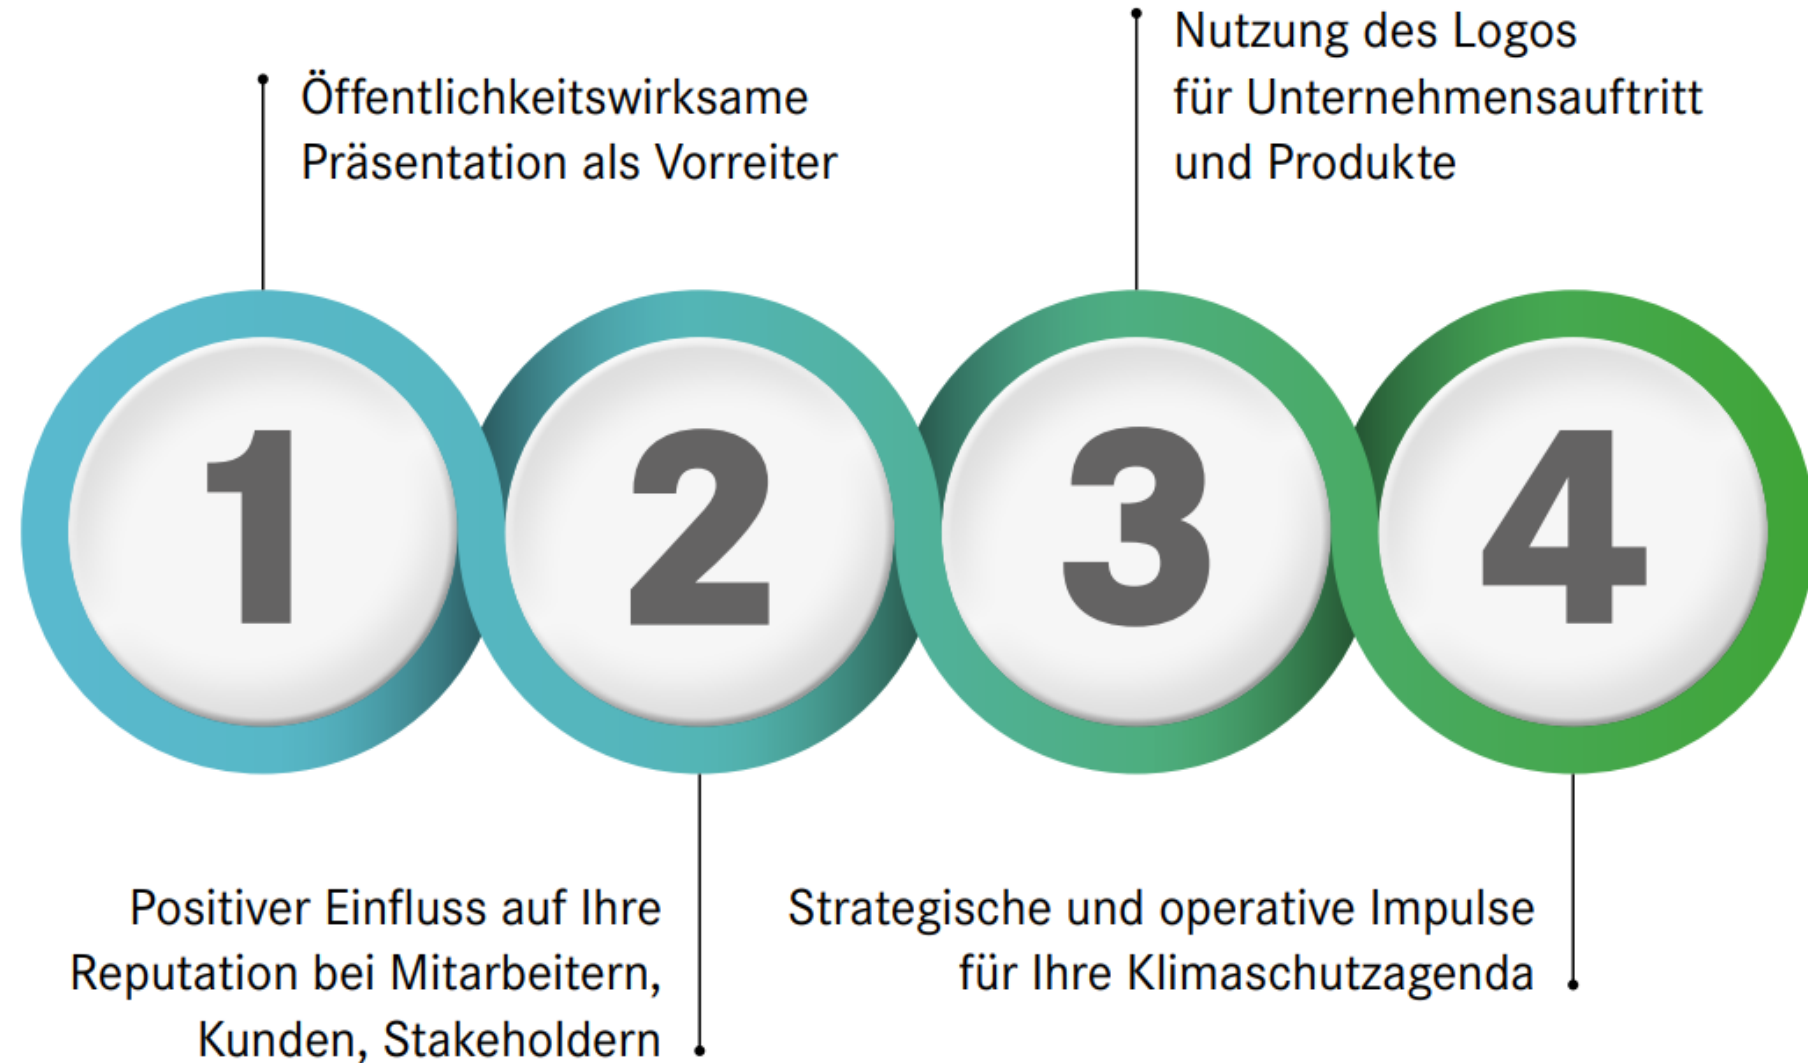 Öffentlichkeitswirksame
Präsentation als Vorreiter
Nutzung des Logos
für Unternehmensauftritt
und Produkte
1
2
3
4
Positiver Einfluss auf Ihre
Reputation bei Mitarbeitern,
Kunden, Stakeholdern
Strategische und operative Impulse
für Ihre Klimaschutzagenda